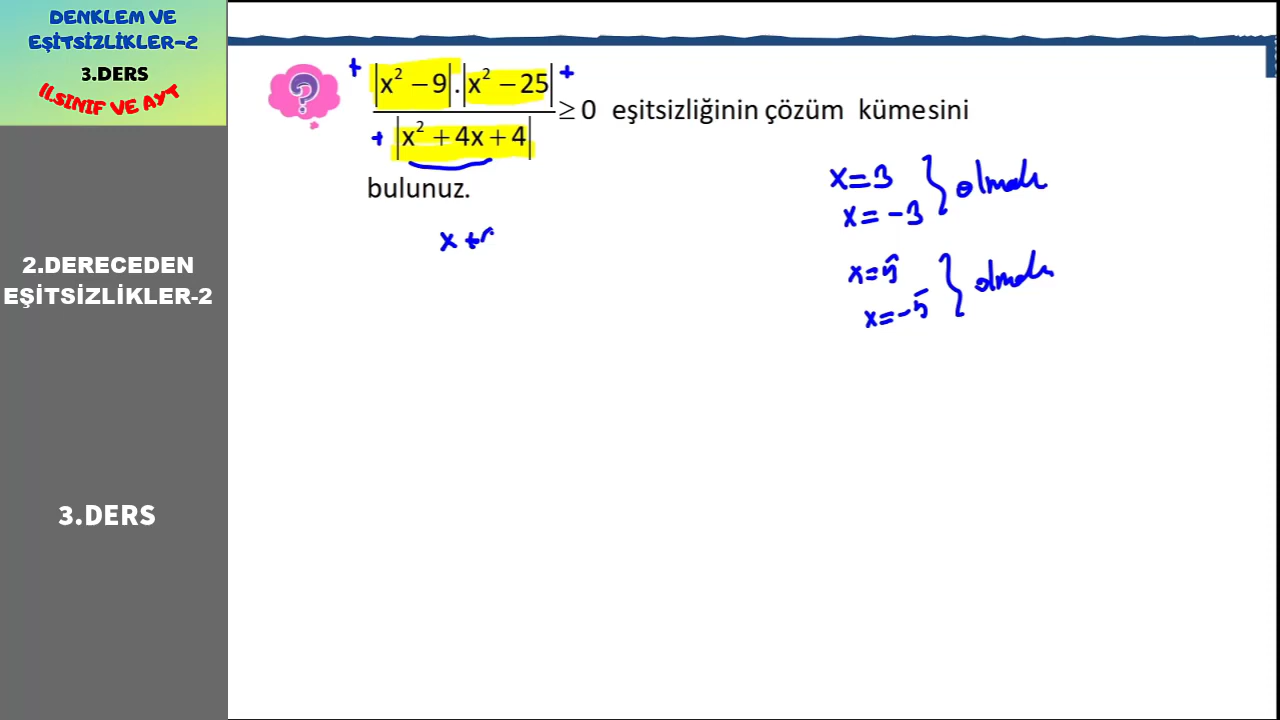 DENKLEM VE
EŞİTSİZLİKLER-2
3.DERS
11.SINIF VE AYT
2.DERECEDEN
EŞİTSİZLİKLER-2
3.DERS
+ |x² − 9| . |x² − 25| +
+ |x² + 4x + 4|
≥ 0 eşitsizliğinin çözüm kümesini
bulunuz.
x=3
x=-3
} olmalı
x=5
x=-5
} olmalı
x +